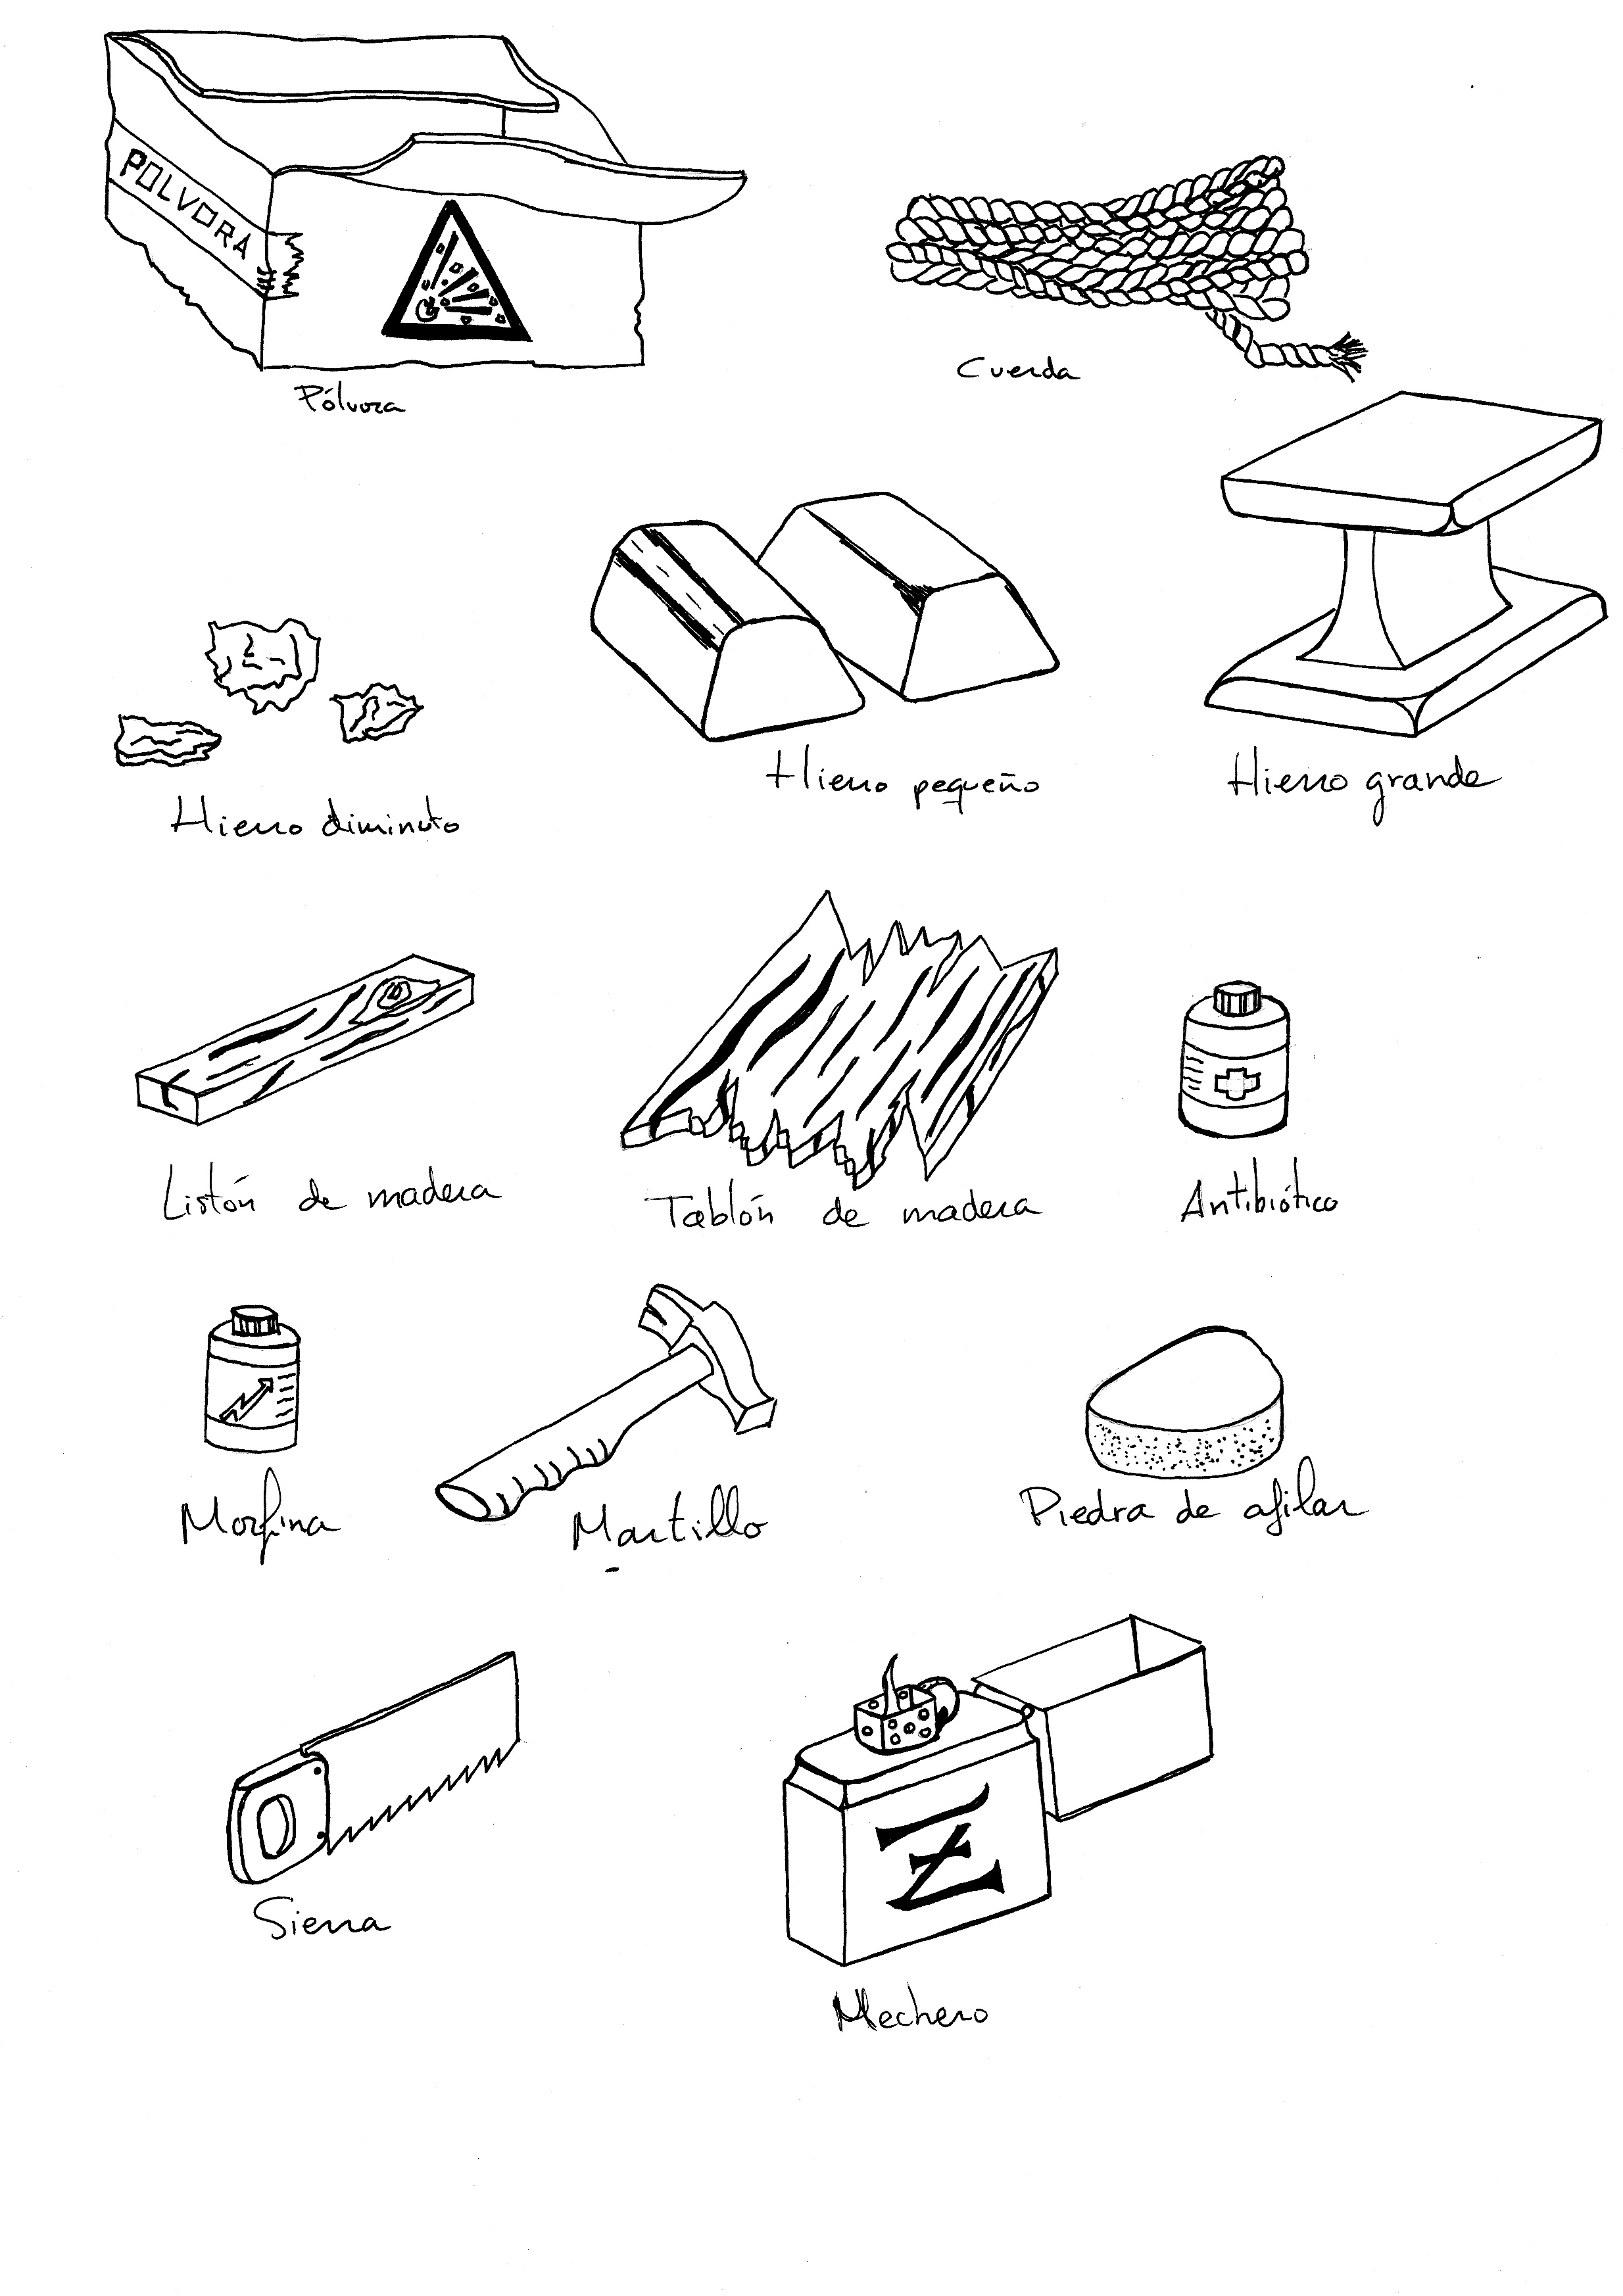 POLVORA
Pólvora
Cuerda
Hierro diminuto
Hierro pequeño
Hierro grande
Listón de madera
Tablón de madera
Antibiótico
Morfina
Martillo
Piedra de afilar
Sierra
Z
Mechero